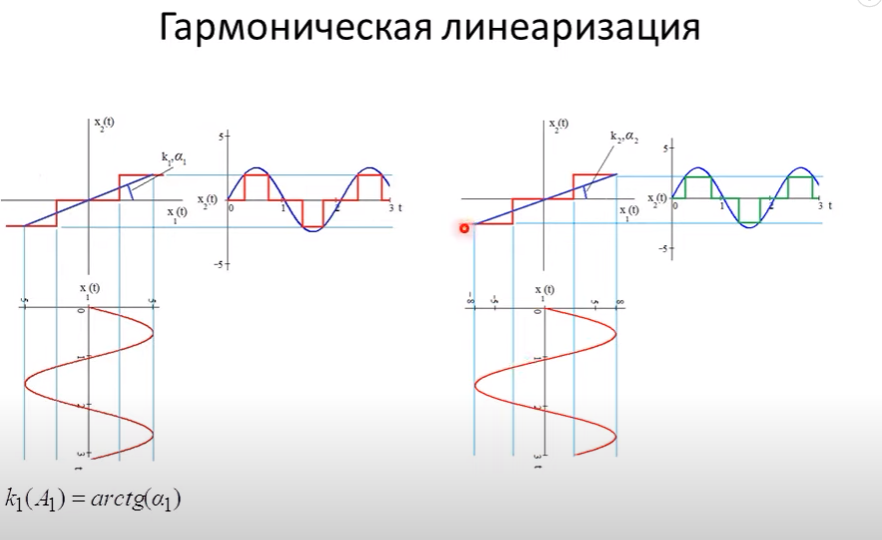 Гармоническая линеаризация
x₂(t)
k₁,α₁
x₁(t)
5
x₂(t)
0
1
2
3 t
-5
x₁(t)
-5
5
0
1
2
3
t
x₂(t)
k₂,α₂
x₁(t)
5
x₂(t)
0
1
2
3 t
-5
x₁(t)
-8
-5
5
8
0
1
2
3
t
k₁(A₁) = arctg(α₁)